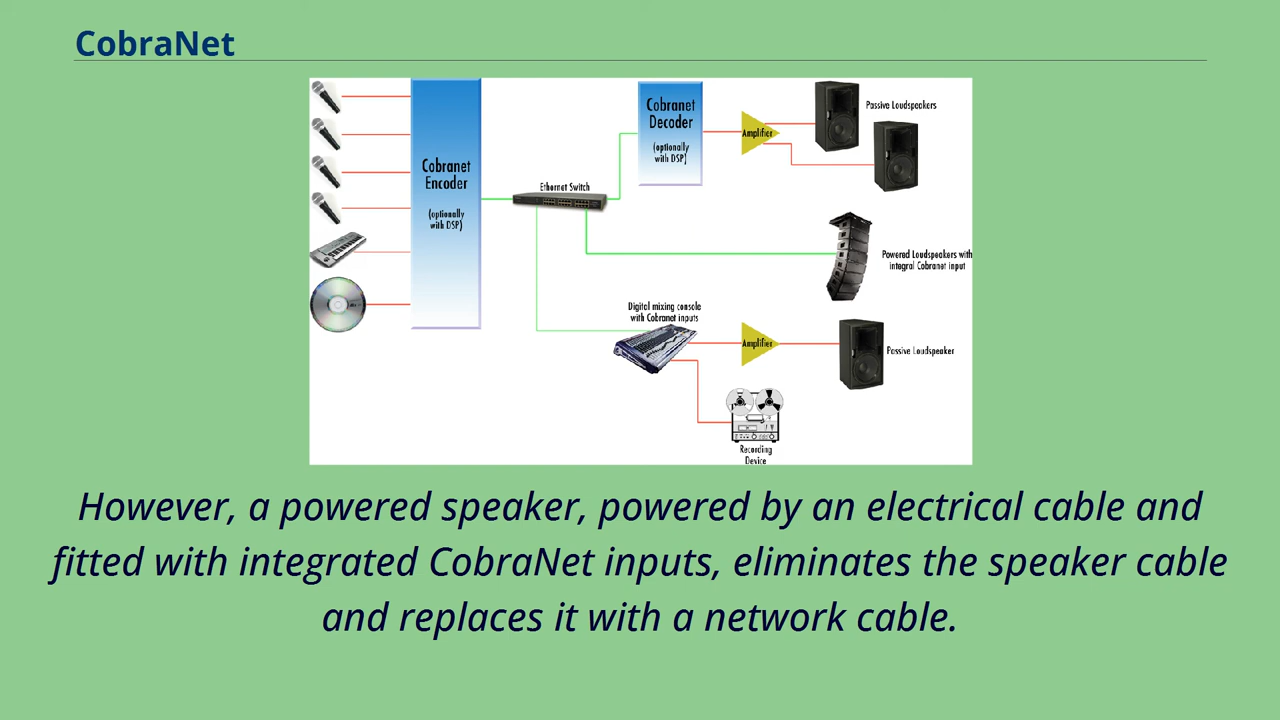 CobraNet
Cobranet
Encoder
(optionally
with DSP)
Ethernet Switch
Cobranet
Decoder
(optionally
with DSP)
Amplifier
Passive Loudspeakers
Powered Loudspeakers with
integral Cobranet input
Digital mixing console
with Cobranet inputs
Amplifier
Passive Loudspeaker
Recording
Device
However, a powered speaker, powered by an electrical cable and
fitted with integrated CobraNet inputs, eliminates the speaker cable
and replaces it with a network cable.